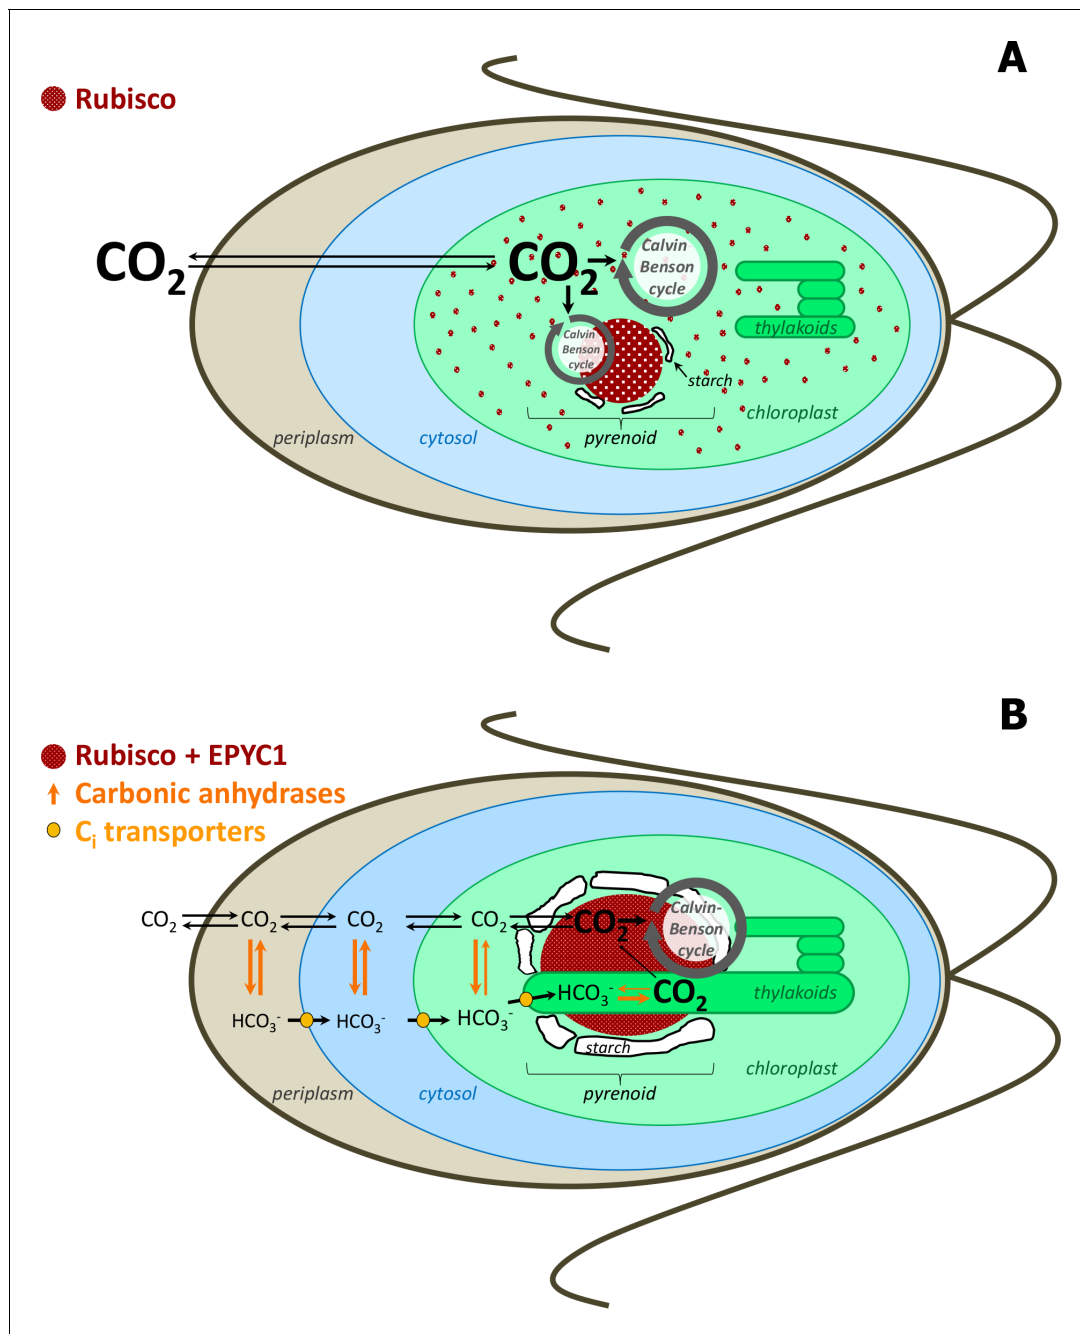 A
Rubisco
CO₂
CO₂
Calvin
Benson
cycle
Calvin
Benson
cycle
thylakoids
starch
chloroplast
periplasm
cytosol
pyrenoid
B
Rubisco + EPYC1
Carbonic anhydrases
Cᵢ transporters
CO₂ CO₂ CO₂ CO₂ CO₂
Calvin-
Benson
cycle
HCO₃⁻ CO₂ thylakoids
HCO₃⁻ HCO₃⁻ HCO₃⁻
starch
chloroplast
periplasm cytosol pyrenoid